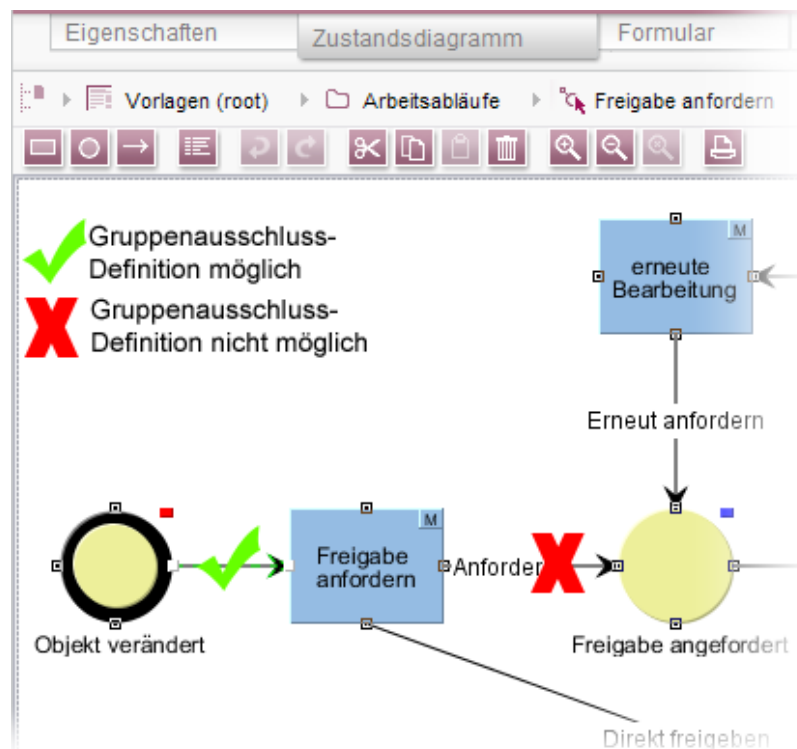 Eigenschaften
Zustandsdiagramm
Formular
Vorlagen (root)
Arbeitsabläufe
Freigabe anfordern
Gruppenausschluss-
Definition möglich
Gruppenausschluss-
Definition nicht möglich
M
erneute
Bearbeitung
Erneut anfordern
M
Freigabe
anfordern
Anforder
Objekt verändert
Freigabe angefordert
Direkt freigeben